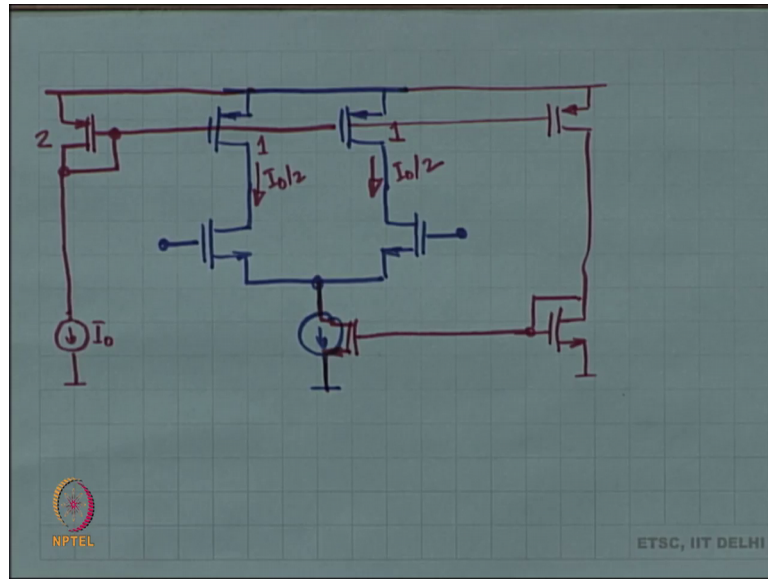 2
1
1
I₀/2
I₀/2
I₀
NPTEL
ETSC, IIT DELHI